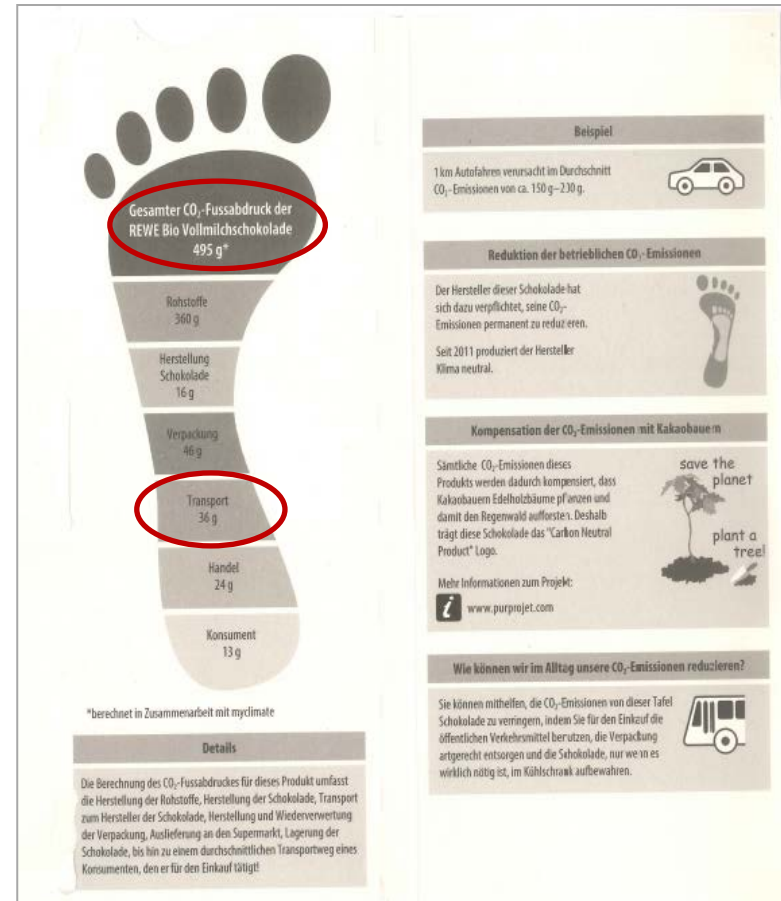 Gesamter CO₂-Fussabdruck der
REWE Bio Vollmilchschokolade
495 g*
Rohstoffe
360 g
Herstellung
Schokolade
16 g
Verpackung
46 g
Transport
36 g
Handel
24 g
Konsument
13 g
*berechnet in Zusammenarbeit mit myclimate
Details
Die Berechnung des CO₂-Fussabdruckes für dieses Produkt umfasst
die Herstellung der Rohstoffe, Herstellung der Schokolade, Transport
zum Hersteller der Schokolade, Herstellung und Wiederverwertung
der Verpackung, Auslieferung an den Supermarkt, Lagerung der
Schokolade, bis hin zu einem durchschnittlichen Transportweg eines
Konsumenten, den er für den Einkauf tätigt!
Beispiel
1 km Autofahren verursacht im Durchschnitt
CO₂-Emissionen von ca. 150 g–230 g.
Reduktion der betrieblichen CO₂-Emissionen
Der Hersteller dieser Schokolade hat
sich dazu verpflichtet, seine CO₂-
Emissionen permanent zu reduzieren.
Seit 2011 produziert der Hersteller
Klima neutral.
Kompensation der CO₂-Emissionen mit Kakaobauern
Sämtliche CO₂-Emissionen dieses
Produkts werden dadurch kompensiert, dass
Kakaobauern Edelholzbäume pflanzen und
damit den Regenwald aufforsten. Deshalb
trägt diese Schokolade das "Carbon Neutral
Product" Logo.
Mehr Informationen zum Projekt:
i www.purprojet.com
save the
planet
plant a
tree!
Wie können wir im Alltag unsere CO₂-Emissionen reduzieren?
Sie können mithelfen, die CO₂-Emissionen von dieser Tafel
Schokolade zu verringern, indem Sie für den Einkauf die
öffentlichen Verkehrsmittel benutzen, die Verpackung
artgerecht entsorgen und die Schokolade, nur wenn es
wirklich nötig ist, im Kühlschrank aufbewahren.